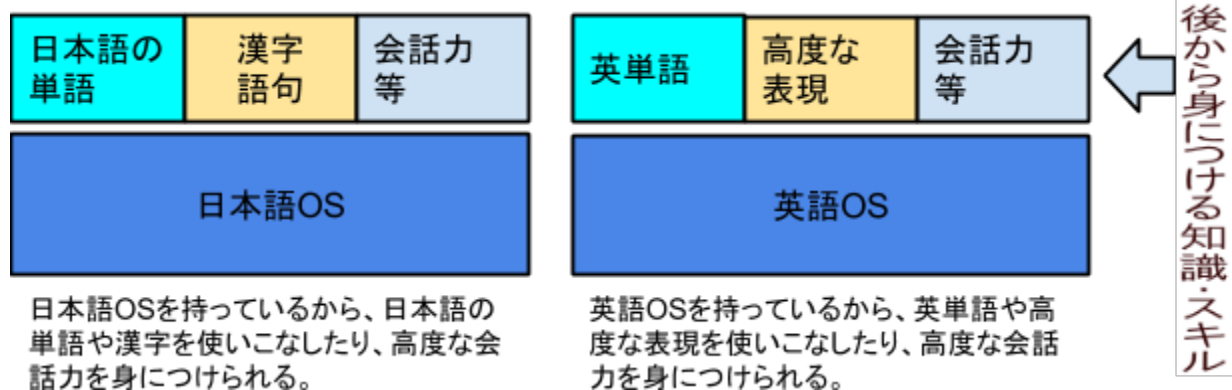 日本語の
単語
漢字
語句
会話力
等
日本語OS
日本語OSを持っているから、日本語の
単語や漢字を使いこなしたり、高度な会
話力を身につけられる。
英単語
高度な
表現
会話力
等
英語OS
英語OSを持っているから、英単語や高
度な表現を使いこなしたり、高度な会話
力を身につけられる。
後から身につける知識・スキル